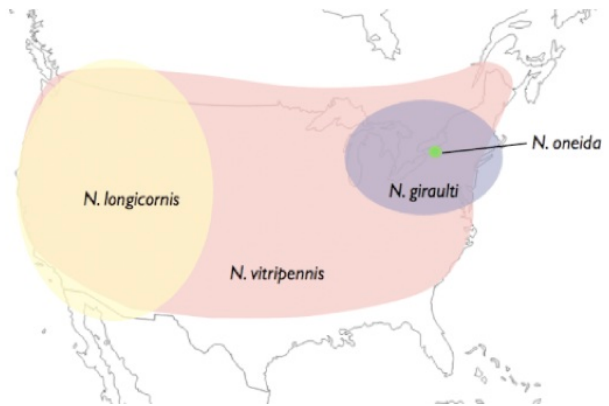 N. oneida
N. longicornis
N. giraulti
N. vitripennis